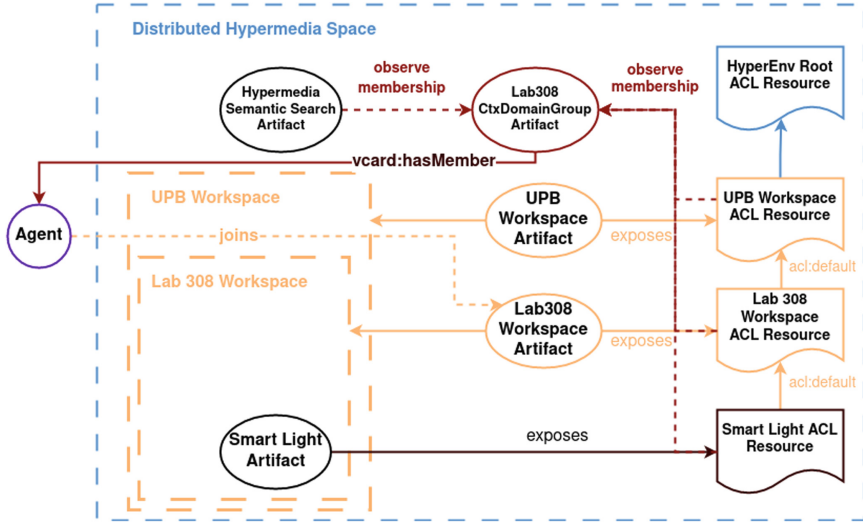 Distributed Hypermedia Space
Hypermedia
Semantic Search
Artifact
observe
membership
Lab308
CtxDomainGroup
Artifact
observe
membership
HyperEnv Root
ACL Resource
vcard:hasMember
UPB Workspace
UPB
Workspace
Artifact
exposes
UPB Workspace
ACL Resource
Agent
joins
acl:default
Lab 308 Workspace
Lab308
Workspace
Artifact
exposes
Lab 308
Workspace
ACL Resource
acl:default
Smart Light
Artifact
exposes
Smart Light ACL
Resource